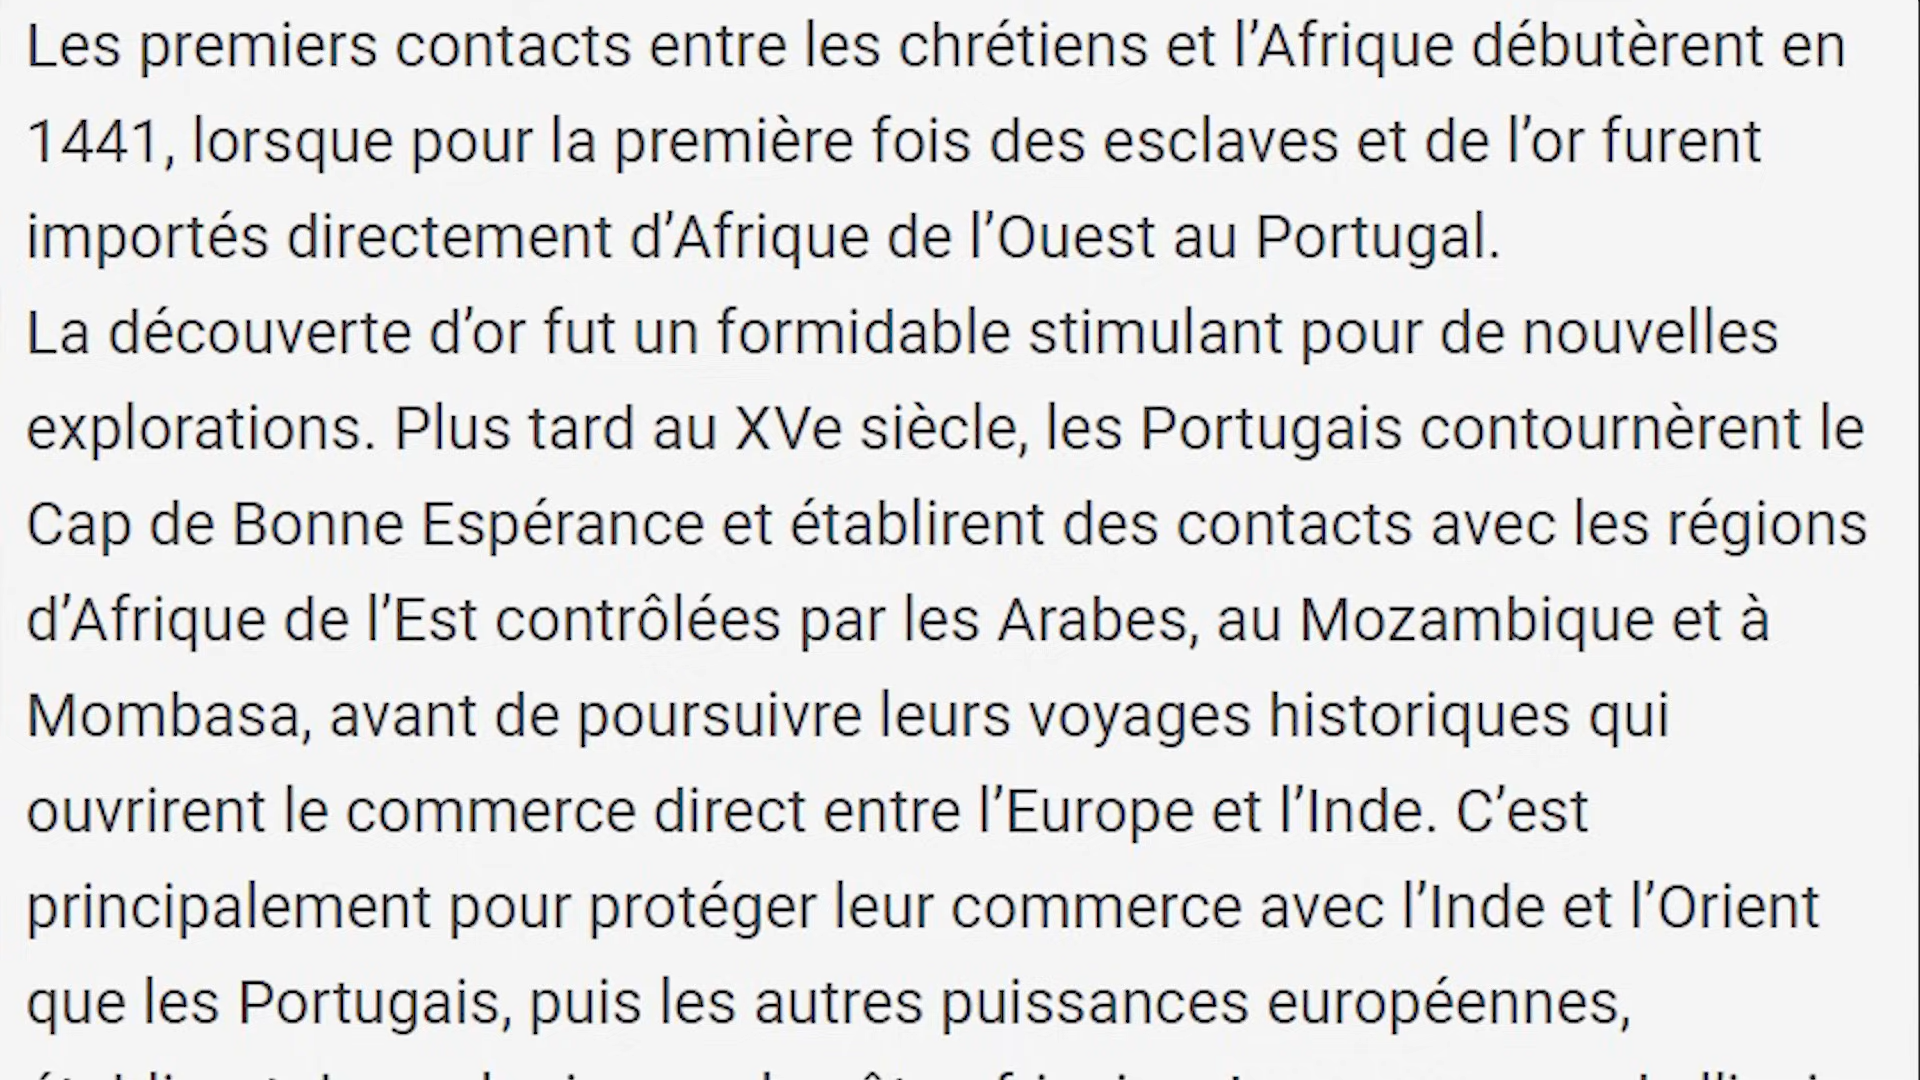 Les premiers contacts entre les chrétiens et l’Afrique débutèrent en
1441, lorsque pour la première fois des esclaves et de l’or furent
importés directement d’Afrique de l’Ouest au Portugal.
La découverte d’or fut un formidable stimulant pour de nouvelles
explorations. Plus tard au XVe siècle, les Portugais contournèrent le
Cap de Bonne Espérance et établirent des contacts avec les régions
d’Afrique de l’Est contrôlées par les Arabes, au Mozambique et à
Mombasa, avant de poursuivre leurs voyages historiques qui
ouvrirent le commerce direct entre l’Europe et l’Inde. C’est
principalement pour protéger leur commerce avec l’Inde et l’Orient
que les Portugais, puis les autres puissances européennes,